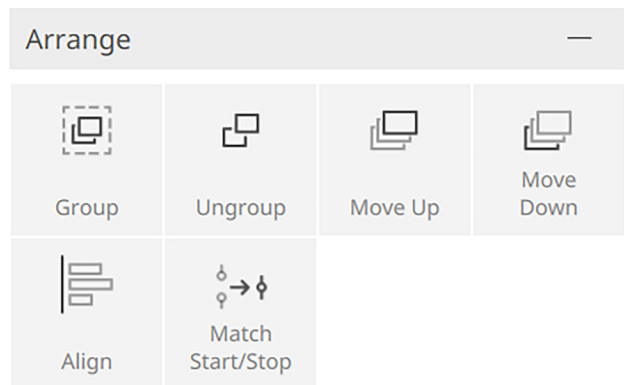 Arrange
Group
Ungroup
Move Up
Move
Down
Align
Match
Start/Stop